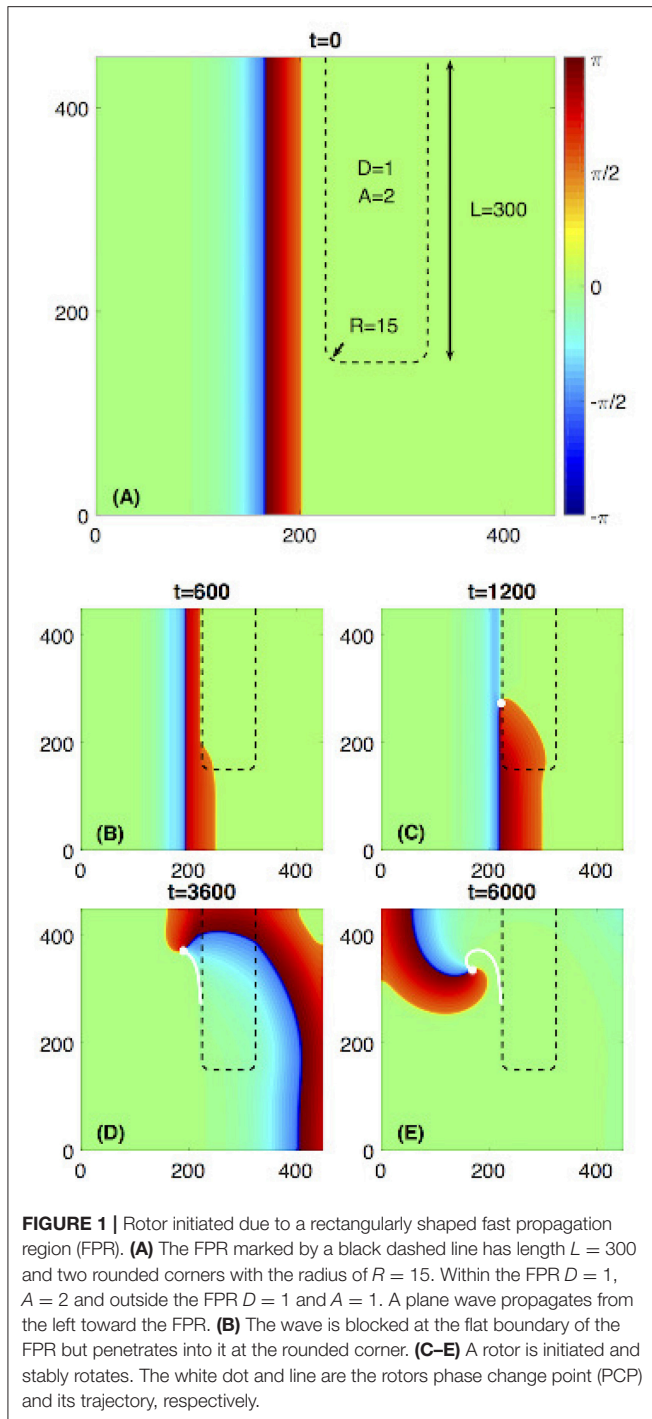 t=0
400
200
0
0
200
400
D=1
A=2
L=300
R=15
(A)
π
π/2
0
-π/2
-π
t=600
400
200
0
0
200
400
(B)
t=1200
400
200
0
0
200
400
(C)
t=3600
400
200
0
0
200
400
(D)
t=6000
400
200
0
0
200
400
(E)
FIGURE 1 | Rotor initiated due to a rectangularly shaped fast propagation
region (FPR). (A) The FPR marked by a black dashed line has length L = 300
and two rounded corners with the radius of R = 15. Within the FPR D = 1,
A = 2 and outside the FPR D = 1 and A = 1. A plane wave propagates from
the left toward the FPR. (B) The wave is blocked at the flat boundary of the
FPR but penetrates into it at the rounded corner. (C–E) A rotor is initiated and
stably rotates. The white dot and line are the rotors phase change point (PCP)
and its trajectory, respectively.